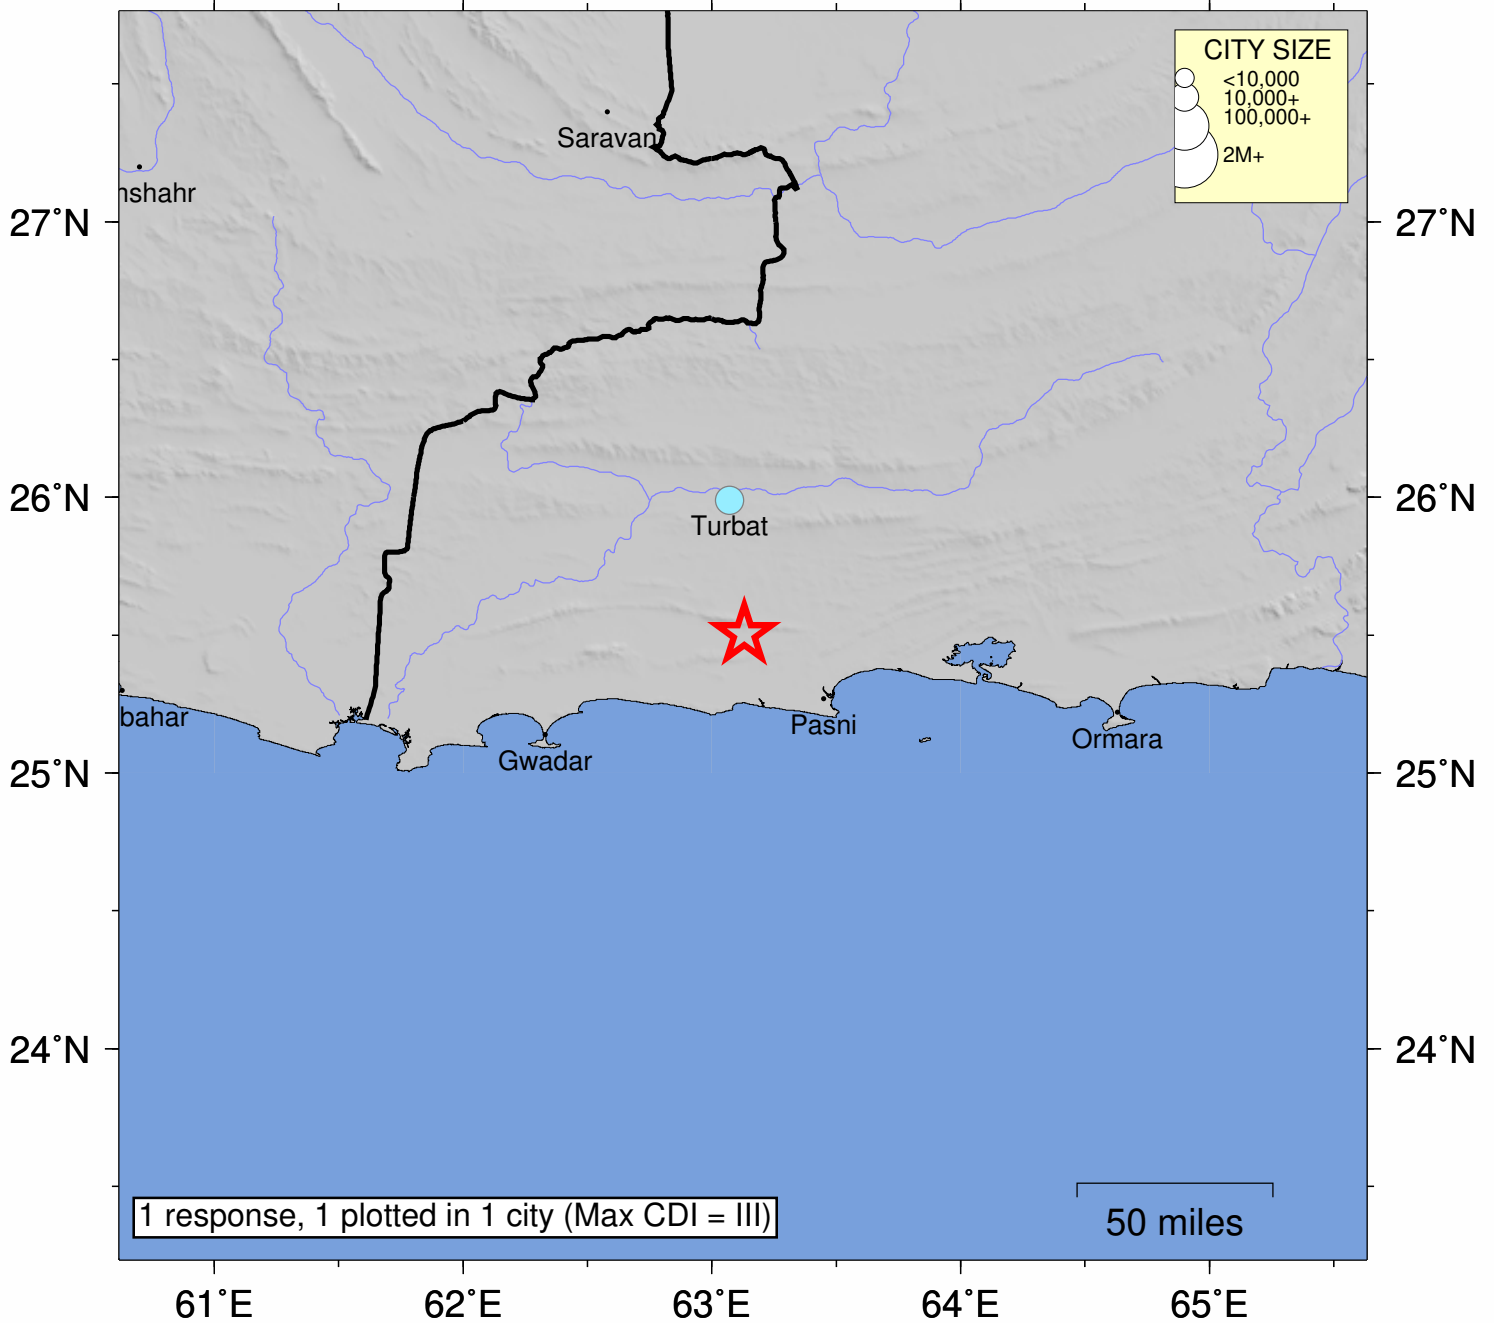 CITY SIZE
<10,000
10,000+
100,000+
2M+
Saravan
nshahr
27°N
27°N
26°N
26°N
Turbat
bahar
Pasni
Ormara
Gwadar
25°N
25°N
24°N
24°N
1 response, 1 plotted in 1 city (Max CDI = III)
50 miles
61°E
62°E
63°E
64°E
65°E